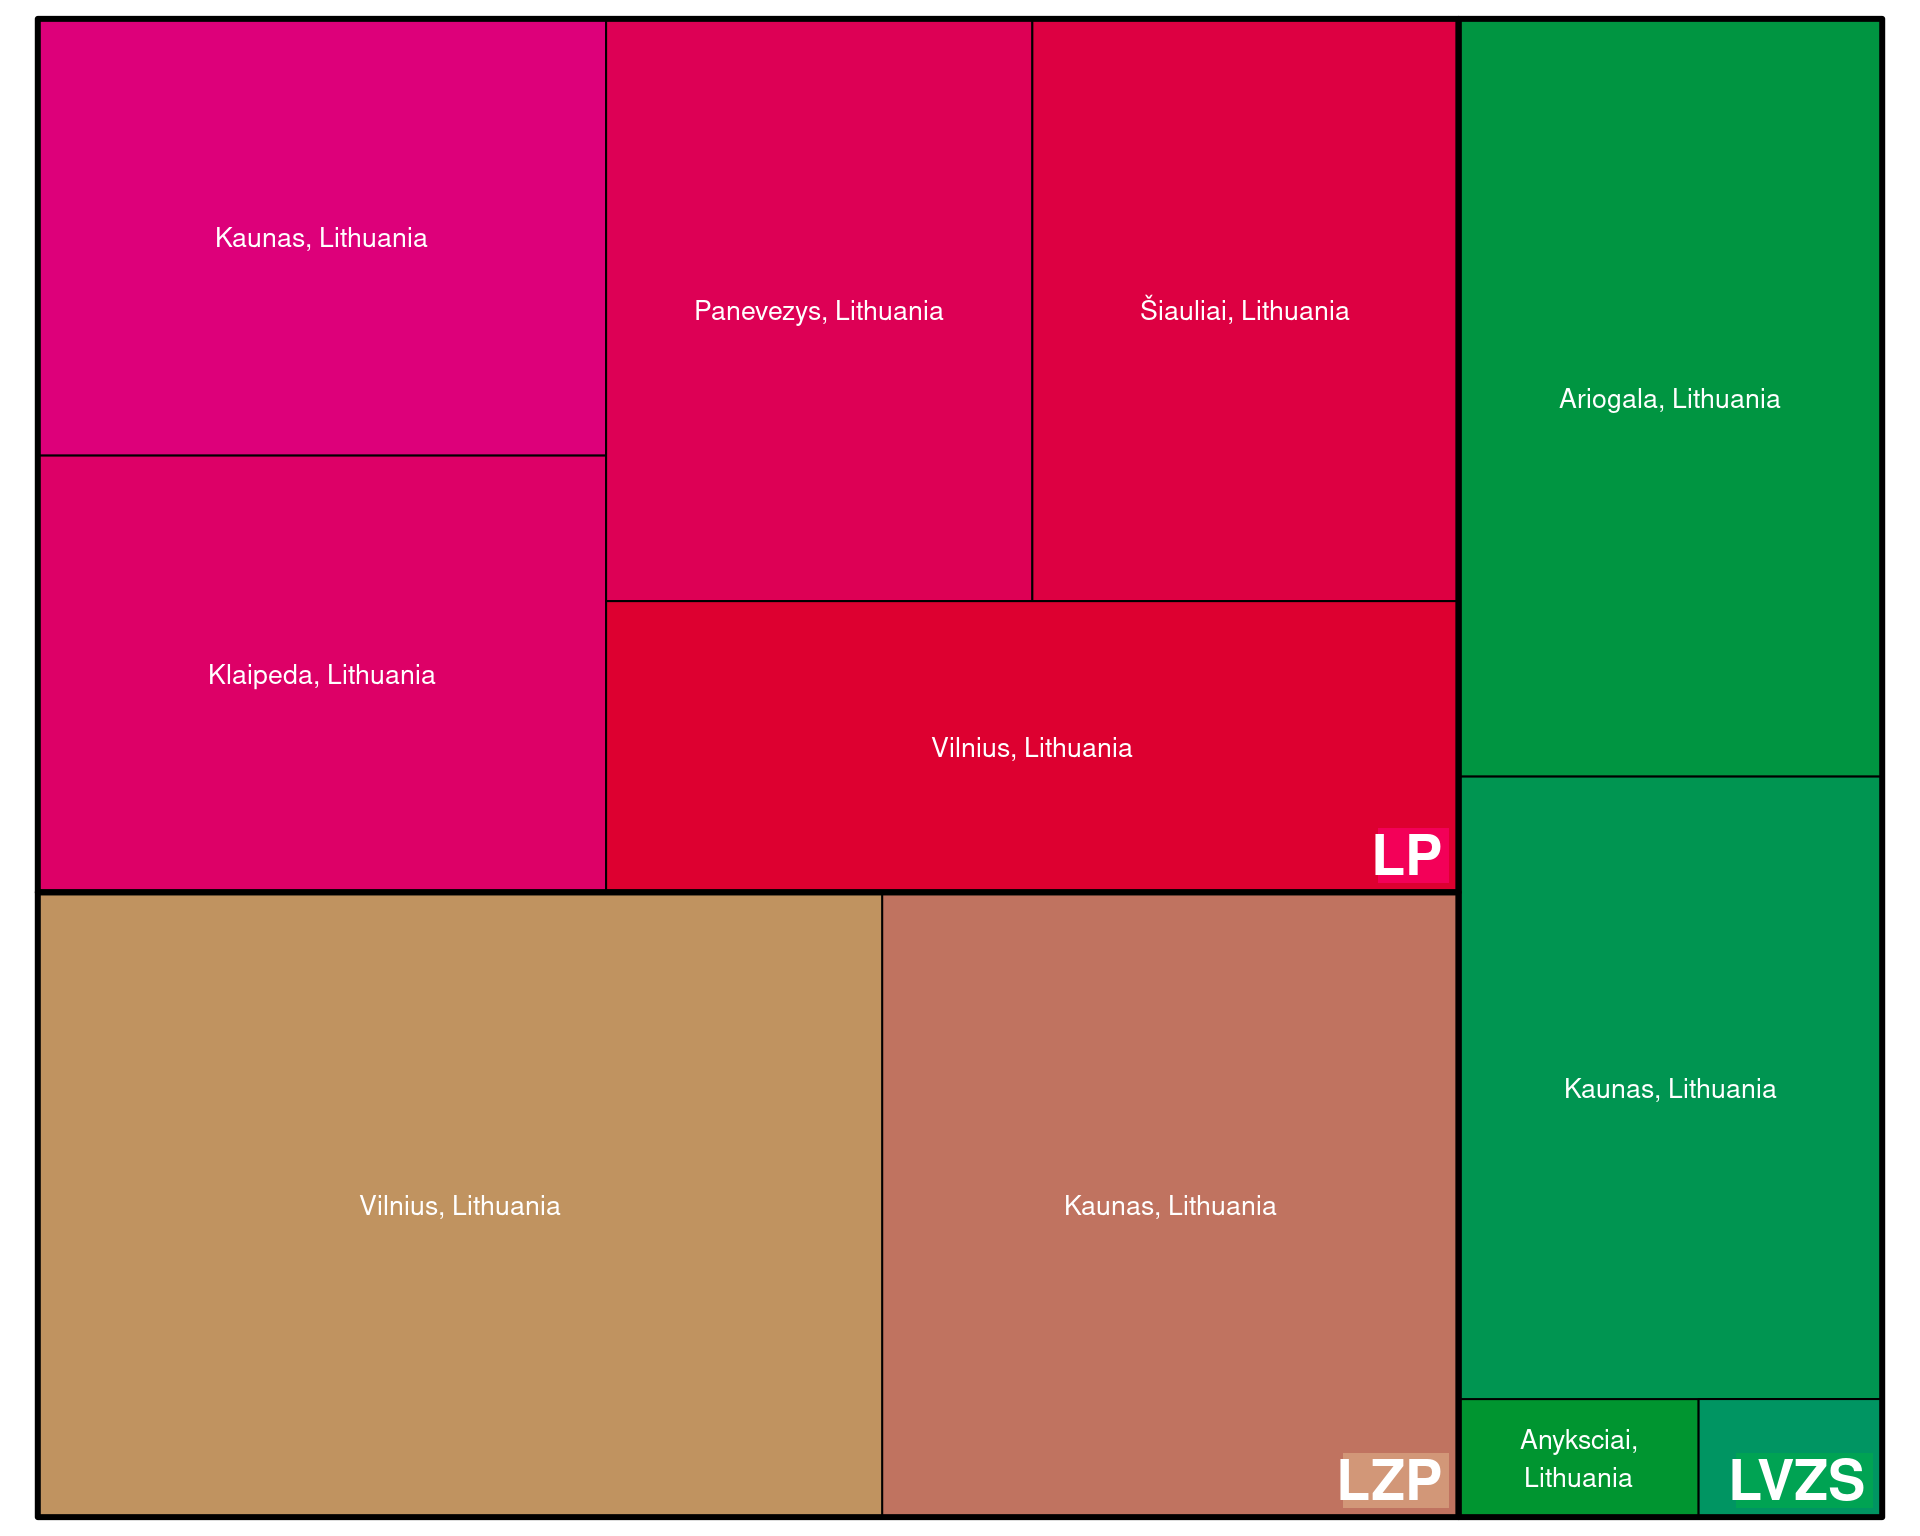 Kaunas, Lithuania
Panevezys, Lithuania
Šiauliai, Lithuania
Ariogala, Lithuania
Klaipeda, Lithuania
Vilnius, Lithuania
LP
Kaunas, Lithuania
Vilnius, Lithuania
Kaunas, Lithuania
LZP
Anyksciai,
Lithuania
LVZS